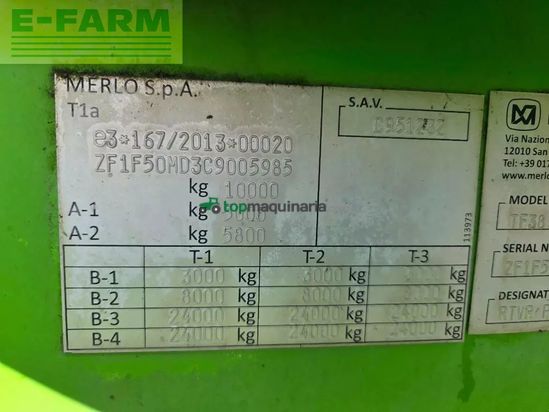 E-FARM
MERLO S.p.A.
T1a
e3*167/2013*00020
ZF1F50MD3C9005985
kg 10000
A-1 kg
A-2 kg 5800
topmaquinaria
S.A.V.
113973
T-1 T-2 T-3
B-1 3000 kg 3000 kg kg
B-2 8000 kg 8000 kg kg
B-3 24000 kg 24000 kg 24000 kg
B-4 24000 kg 24000 kg 24000 kg
Via Nazion
12010 San
Tel. +39 017
www.merlo
MODEL
TF38
SERIAL N
ZF1F5
DESIGNAT